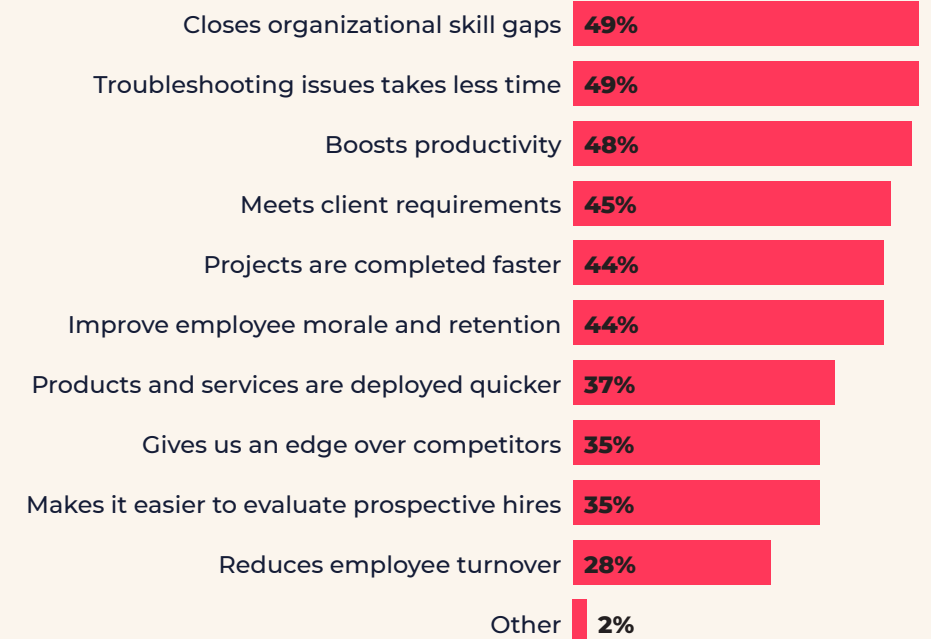 Closes organizational skill gaps 49%
Troubleshooting issues takes less time 49%
Boosts productivity 48%
Meets client requirements 45%
Projects are completed faster 44%
Improve employee morale and retention 44%
Products and services are deployed quicker 37%
Gives us an edge over competitors 35%
Makes it easier to evaluate prospective hires 35%
Reduces employee turnover 28%
Other 2%